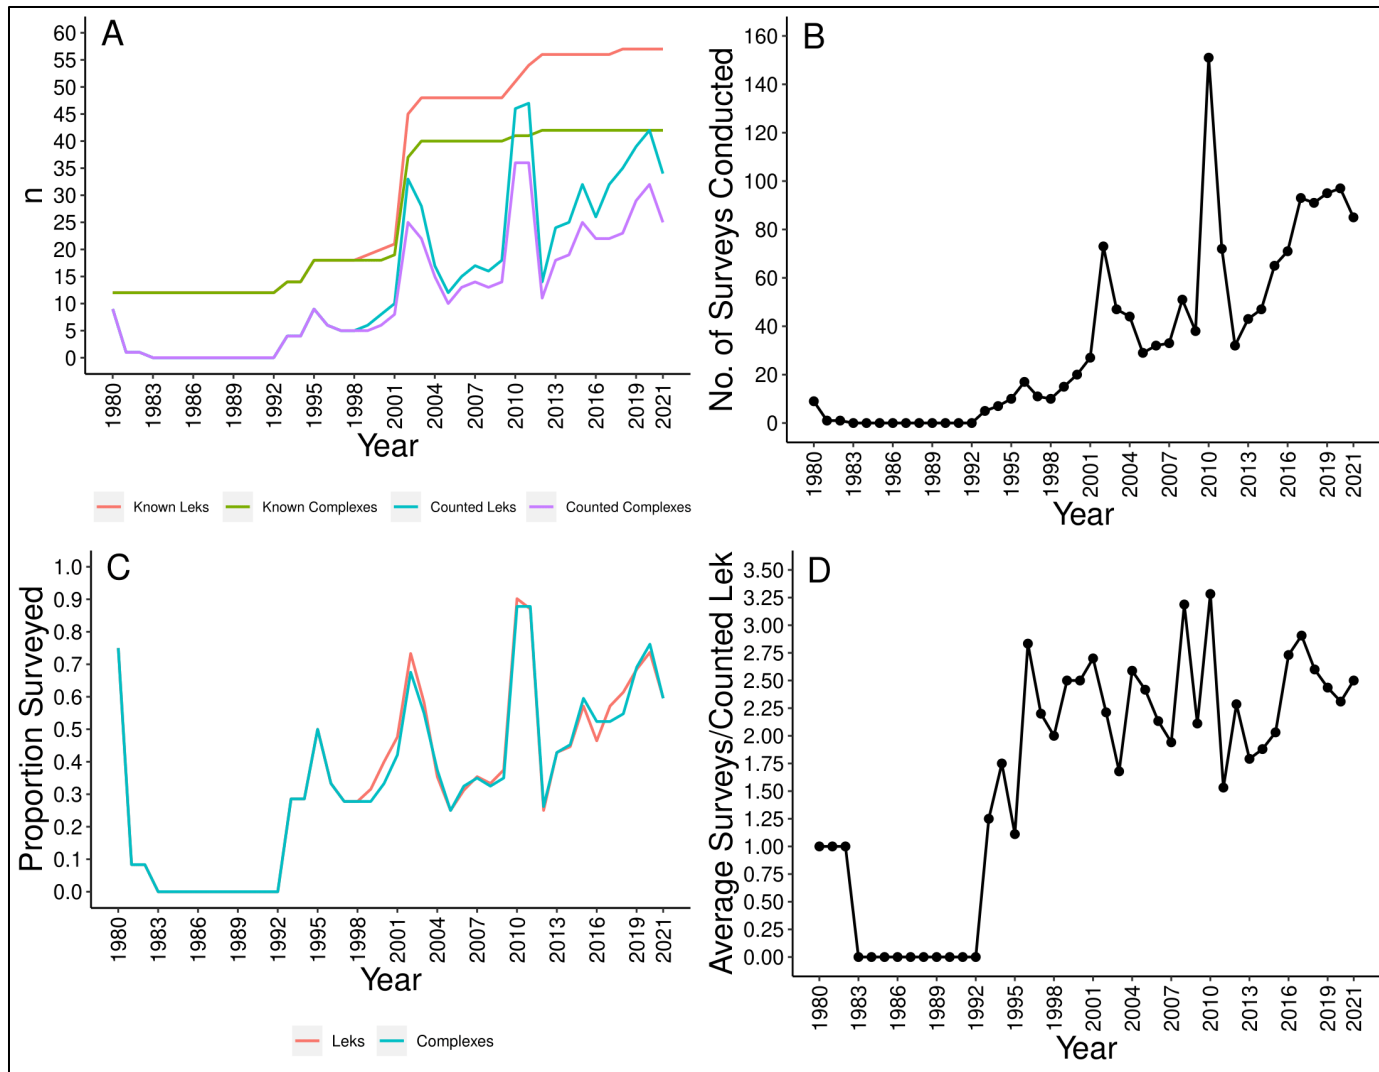 A
60
55
50
45
40
35
30
25
20
15
10
5
0
n
1980 1983 1986 1989 1992 1995 1998 2001 2004 2007 2010 2013 2016 2019 2021
Year
Known Leks Known Complexes Counted Leks Counted Complexes
B
160
140
120
100
80
60
40
20
0
No. of Surveys Conducted
1980 1983 1986 1989 1992 1995 1998 2001 2004 2007 2010 2013 2016 2019 2021
Year
C
1.0
0.9
0.8
0.7
0.6
0.5
0.4
0.3
0.2
0.1
0.0
Proportion Surveyed
1980 1983 1986 1989 1992 1995 1998 2001 2004 2007 2010 2013 2016 2019 2021
Year
Leks Complexes
D
3.50
3.25
3.00
2.75
2.50
2.25
2.00
1.75
1.50
1.25
1.00
0.75
0.50
0.25
0.00
Average Surveys/Counted Lek
1980 1983 1986 1989 1992 1995 1998 2001 2004 2007 2010 2013 2016 2019 2021
Year